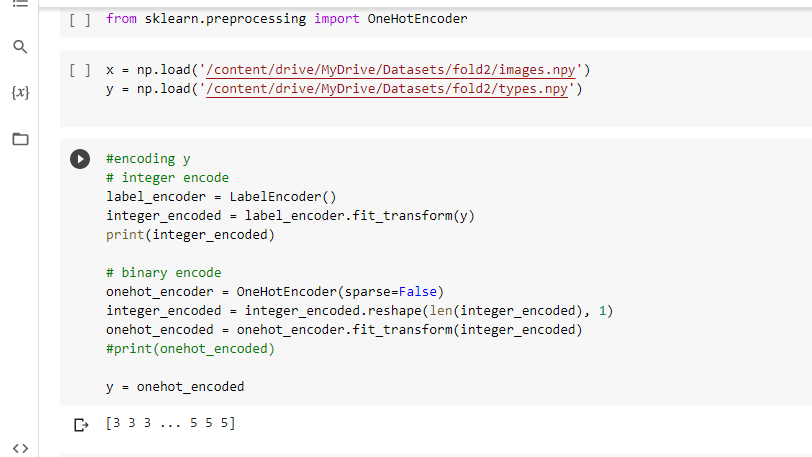 [ ] from sklearn.preprocessing import OneHotEncoder
[ ] x = np.load('/content/drive/MyDrive/Datasets/fold2/images.npy')
y = np.load('/content/drive/MyDrive/Datasets/fold2/types.npy')
{x}
#encoding y
# integer encode
label_encoder = LabelEncoder()
integer_encoded = label_encoder.fit_transform(y)
print(integer_encoded)
# binary encode
onehot_encoder = OneHotEncoder(sparse=False)
integer_encoded = integer_encoded.reshape(len(integer_encoded), 1)
onehot_encoded = onehot_encoder.fit_transform(integer_encoded)
#print(onehot_encoded)
y = onehot_encoded
[3 3 3 ... 5 5 5]
<>